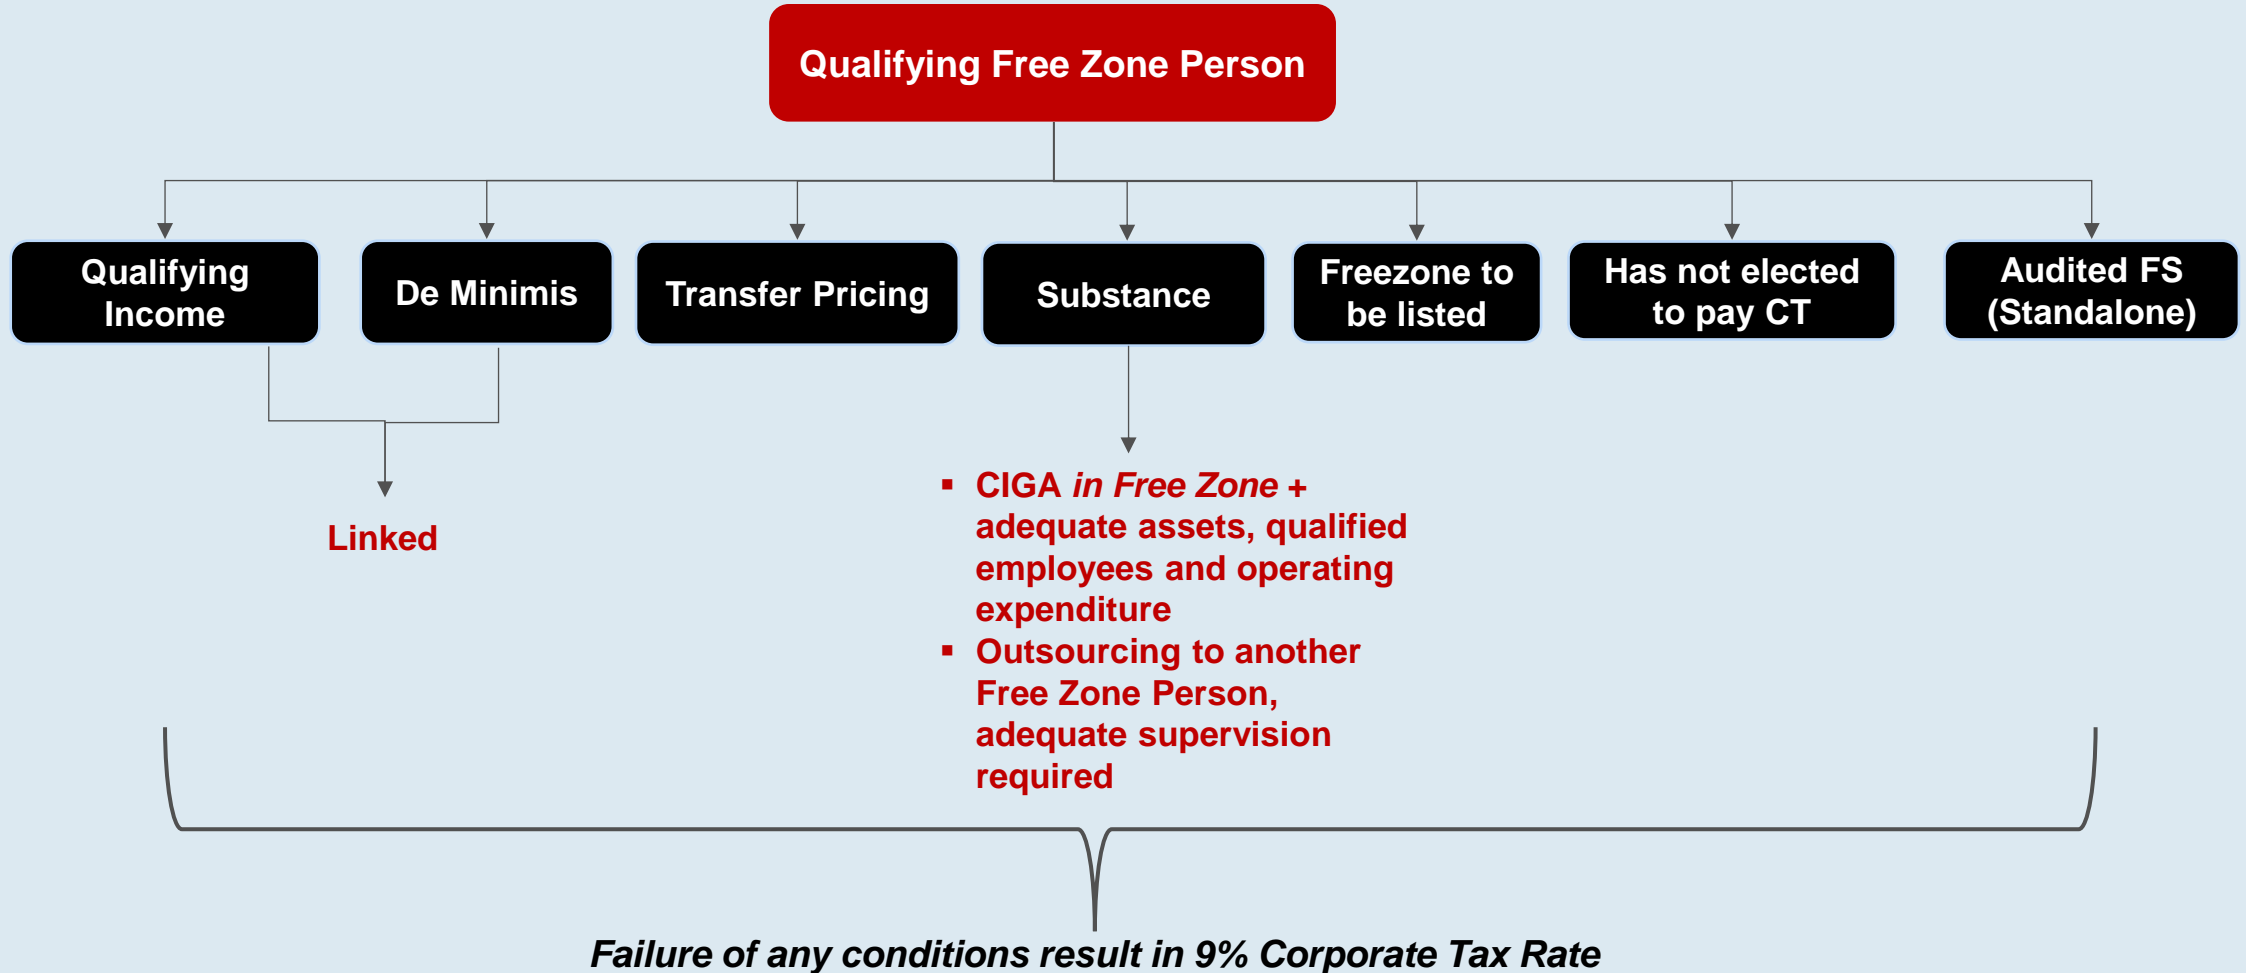 Qualifying Free Zone Person
Qualifying
Income
De Minimis
Transfer Pricing
Substance
Freezone to
be listed
Has not elected
to pay CT
Audited FS
(Standalone)
Linked
▪ CIGA in Free Zone +
adequate assets, qualified
employees and operating
expenditure
▪ Outsourcing to another
Free Zone Person,
adequate supervision
required
Failure of any conditions result in 9% Corporate Tax Rate